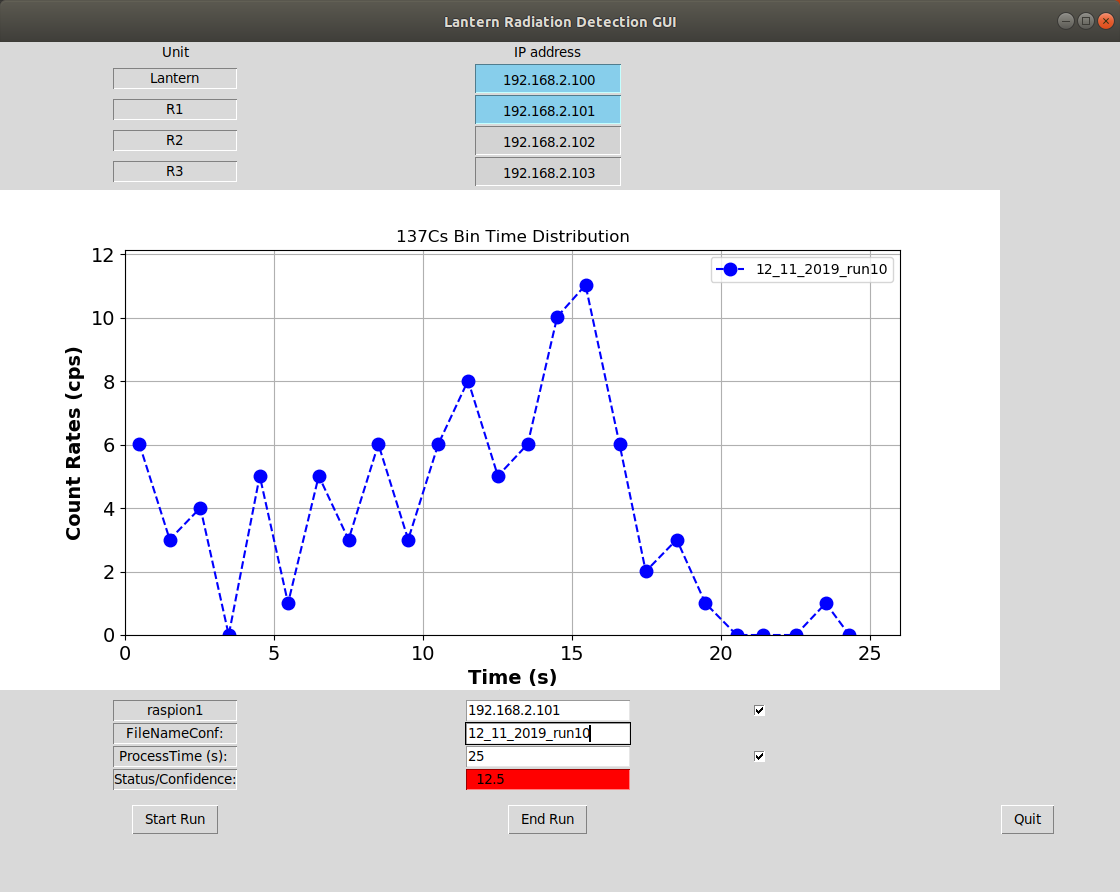 Lantern Radiation Detection GUI
Unit IP address
Lantern 192.168.2.100
R1 192.168.2.101
R2 192.168.2.102
R3 192.168.2.103
137Cs Bin Time Distribution
12_11_2019_run10
12
10
8
6
4
2
0
Count Rates (cps)
0 5 10 15 20 25
Time (s)
raspion1 192.168.2.101
FileNameConf: 12_11_2019_run10
ProcessTime (s): 25
Status/Confidence: 12.5
Start Run End Run Quit